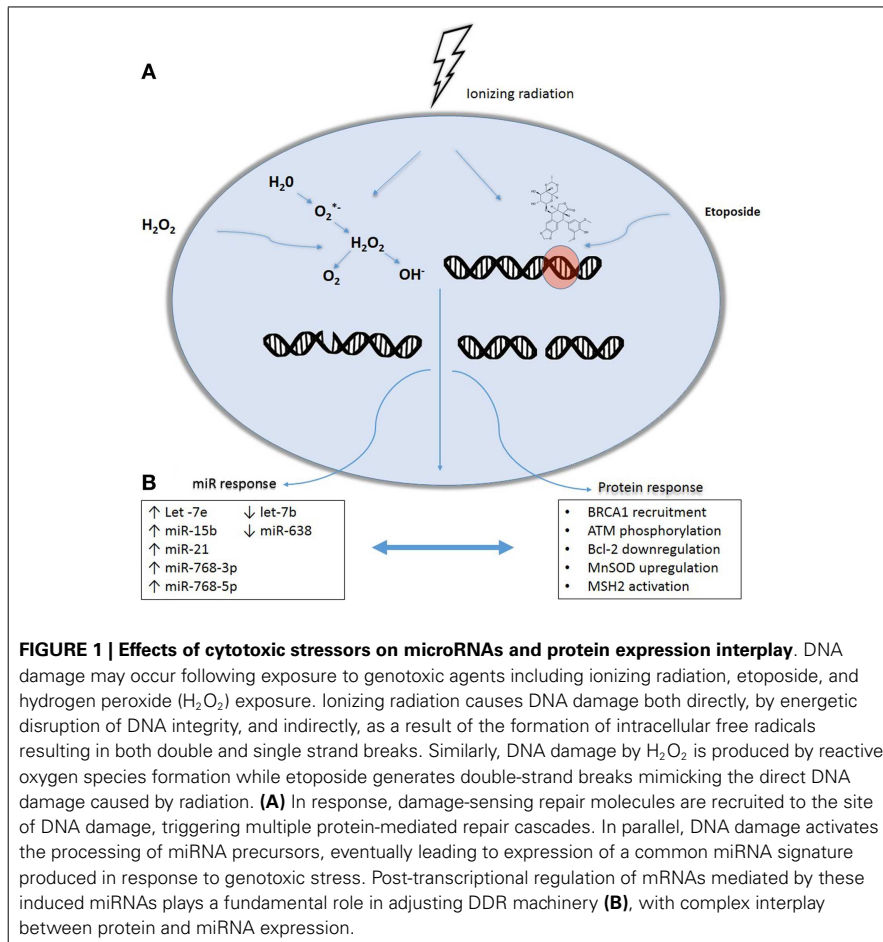 A
Ionizing radiation
H₂0
O₂*-
H₂O₂
H₂O₂
O₂
OH-
Etoposide
B
miR response
↑ Let -7e ↓ let-7b
↑ miR-15b ↓ miR-638
↑ miR-21
↑ miR-768-3p
↑ miR-768-5p
Protein response
• BRCA1 recruitment
• ATM phosphorylation
• Bcl-2 downregulation
• MnSOD upregulation
• MSH2 activation
FIGURE 1 | Effects of cytotoxic stressors on microRNAs and protein expression interplay. DNA
damage may occur following exposure to genotoxic agents including ionizing radiation, etoposide, and
hydrogen peroxide (H₂O₂) exposure. Ionizing radiation causes DNA damage both directly, by energetic
disruption of DNA integrity, and indirectly, as a result of the formation of intracellular free radicals
resulting in both double and single strand breaks. Similarly, DNA damage by H₂O₂ is produced by reactive
oxygen species formation while etoposide generates double-strand breaks mimicking the direct DNA
damage caused by radiation. (A) In response, damage-sensing repair molecules are recruited to the site
of DNA damage, triggering multiple protein-mediated repair cascades. In parallel, DNA damage activates
the processing of miRNA precursors, eventually leading to expression of a common miRNA signature
produced in response to genotoxic stress. Post-transcriptional regulation of mRNAs mediated by these
induced miRNAs plays a fundamental role in adjusting DDR machinery (B), with complex interplay
between protein and miRNA expression.